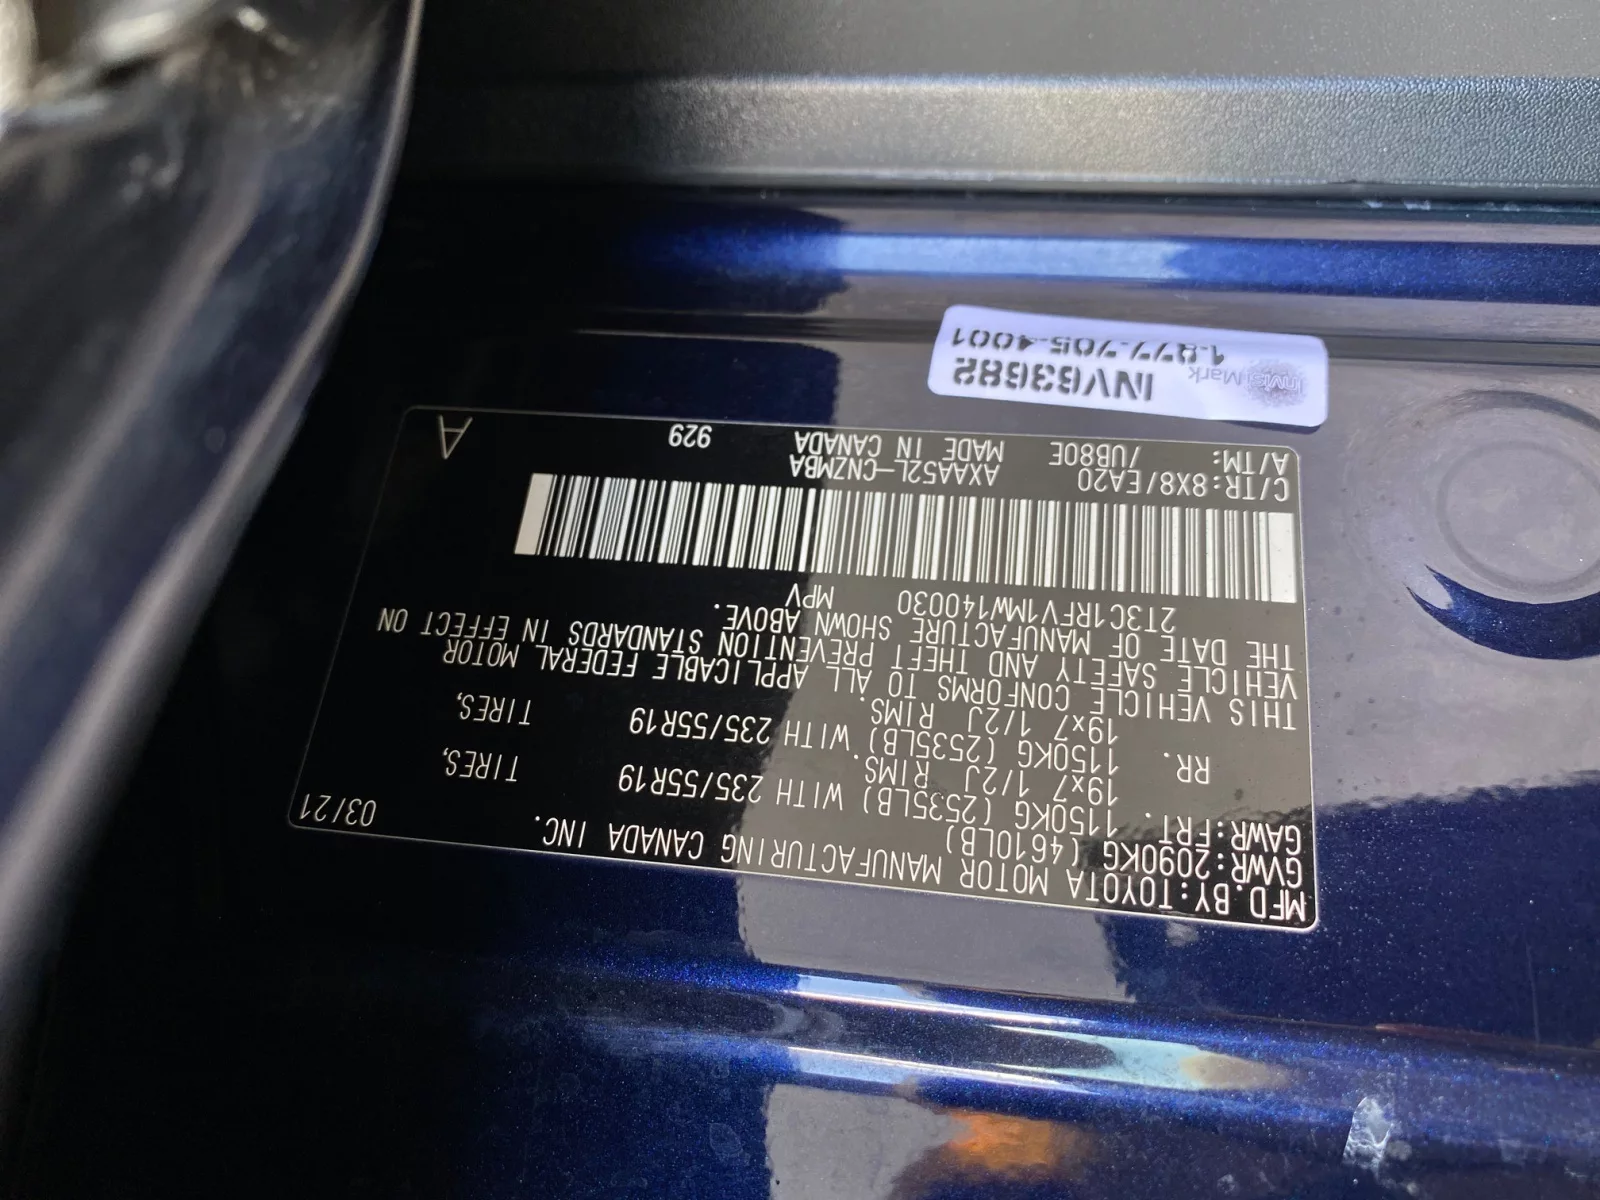 MFD. BY:TOYOTA MOTOR MANUFACTURING CANADA INC. 03/21
GVWR:2090KG (4610LB)
GAWR:FRT. 1150KG (2535LB) WITH 235/55R19 TIRES,
19x7 1/2J RIMS.
RR. 1150KG (2535LB) WITH 235/55R19 TIRES,
19x7 1/2J RIMS.
THIS VEHICLE CONFORMS TO ALL APPLICABLE FEDERAL MOTOR
VEHICLE SAFETY AND THEFT PREVENTION STANDARDS IN EFFECT ON
THE DATE OF MANUFACTURE SHOWN ABOVE.
2T3C1RFV1MW140030 MPV
C/TR:8X8/EA20 AXAA52L-CNZMBA
A/TM: /UB80E MADE IN CANADA 929 A
InvisiMark INV63682
1-877-705-4001